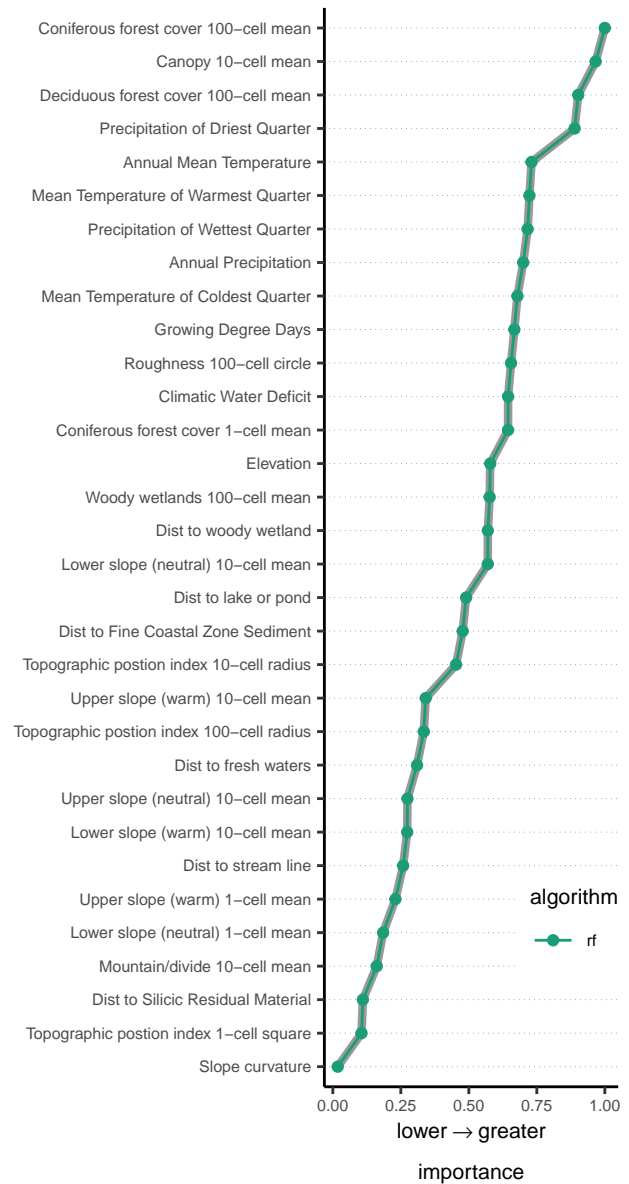 Coniferous forest cover 100−cell mean
Canopy 10−cell mean
Deciduous forest cover 100−cell mean
Precipitation of Driest Quarter
Annual Mean Temperature
Mean Temperature of Warmest Quarter
Precipitation of Wettest Quarter
Annual Precipitation
Mean Temperature of Coldest Quarter
Growing Degree Days
Roughness 100−cell circle
Climatic Water Deficit
Coniferous forest cover 1−cell mean
Elevation
Woody wetlands 100−cell mean
Dist to woody wetland
Lower slope (neutral) 10−cell mean
Dist to lake or pond
Dist to Fine Coastal Zone Sediment
Topographic postion index 10−cell radius
Upper slope (warm) 10−cell mean
Topographic postion index 100−cell radius
Dist to fresh waters
Upper slope (neutral) 10−cell mean
Lower slope (warm) 10−cell mean
Dist to stream line
Upper slope (warm) 1−cell mean
Lower slope (neutral) 1−cell mean
Mountain/divide 10−cell mean
Dist to Silicic Residual Material
Topographic postion index 1−cell square
Slope curvature
algorithm
rf
0.00 0.25 0.50 0.75 1.00
lower → greater
importance